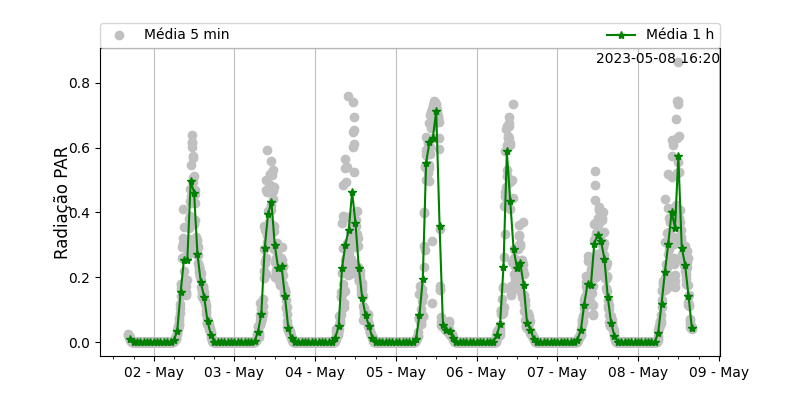 Média 5 min
Média 1 h
2023-05-08 16:20
Radiação PAR
0.8
0.6
0.4
0.2
0.0
02 - May
03 - May
04 - May
05 - May
06 - May
07 - May
08 - May
09 - May